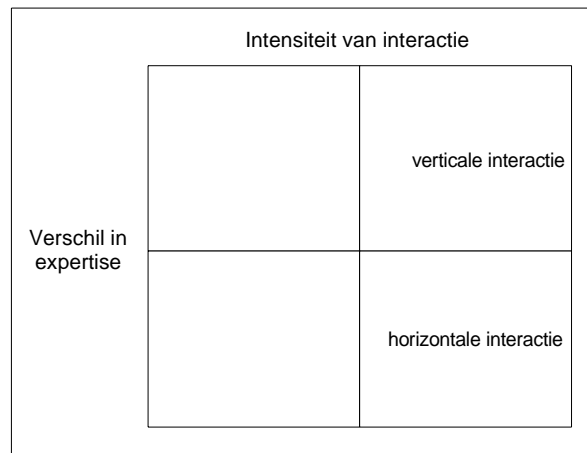 Intensiteit van interactie
verticale interactie
Verschil in
expertise
horizontale interactie